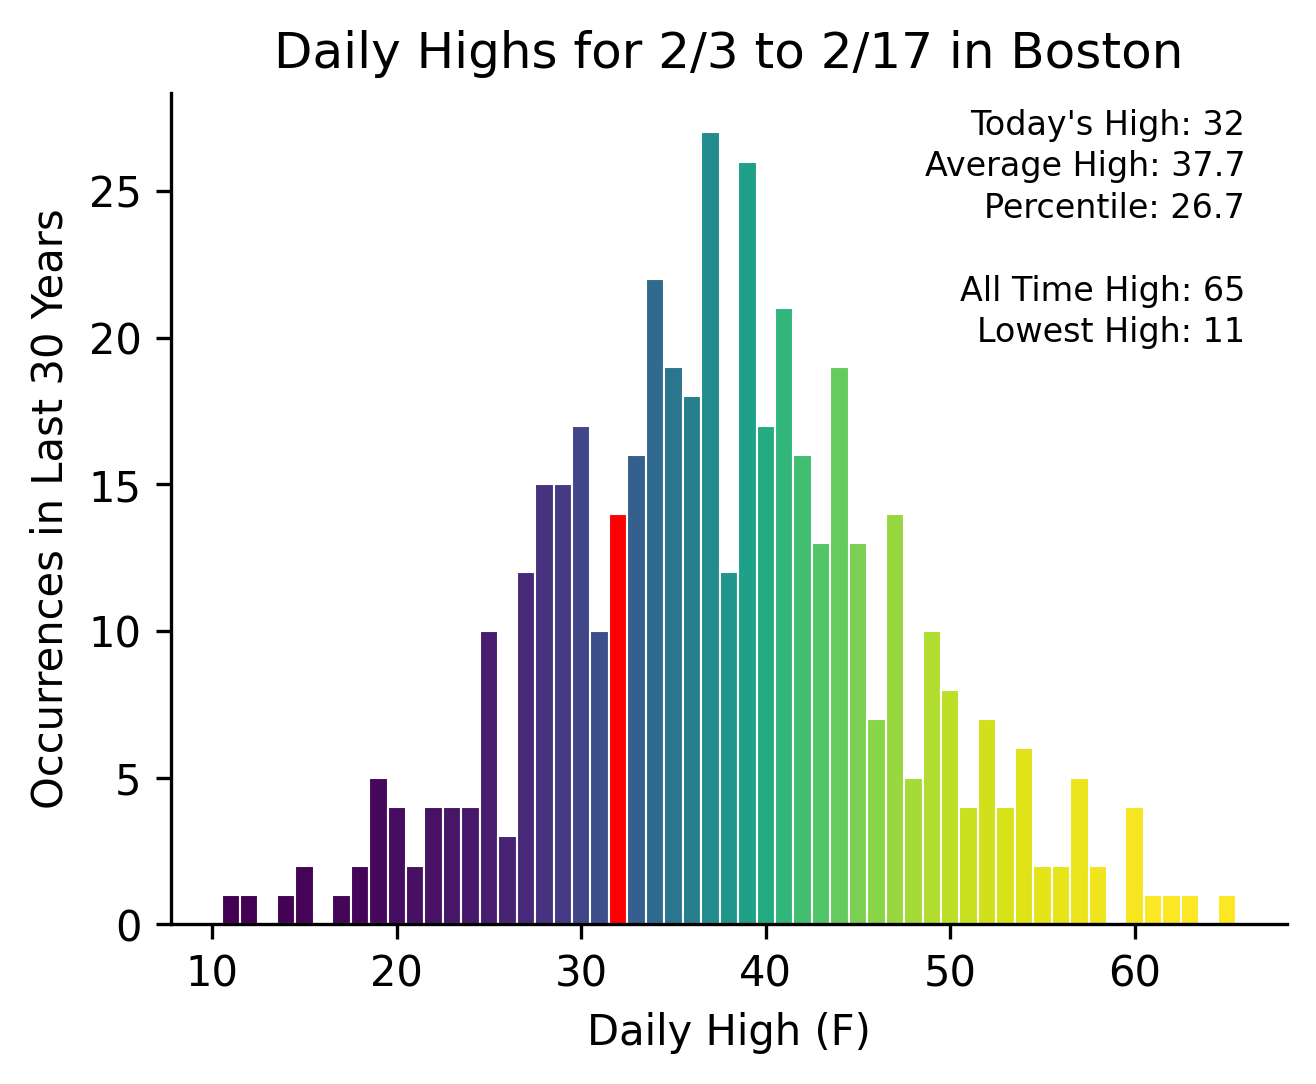 Daily Highs for 2/3 to 2/17 in Boston
Today's High: 32
Average High: 37.7
Percentile: 26.7
All Time High: 65
Lowest High: 11
Occurrences in Last 30 Years
25
20
15
10
5
0
10 20 30 40 50 60
Daily High (F)